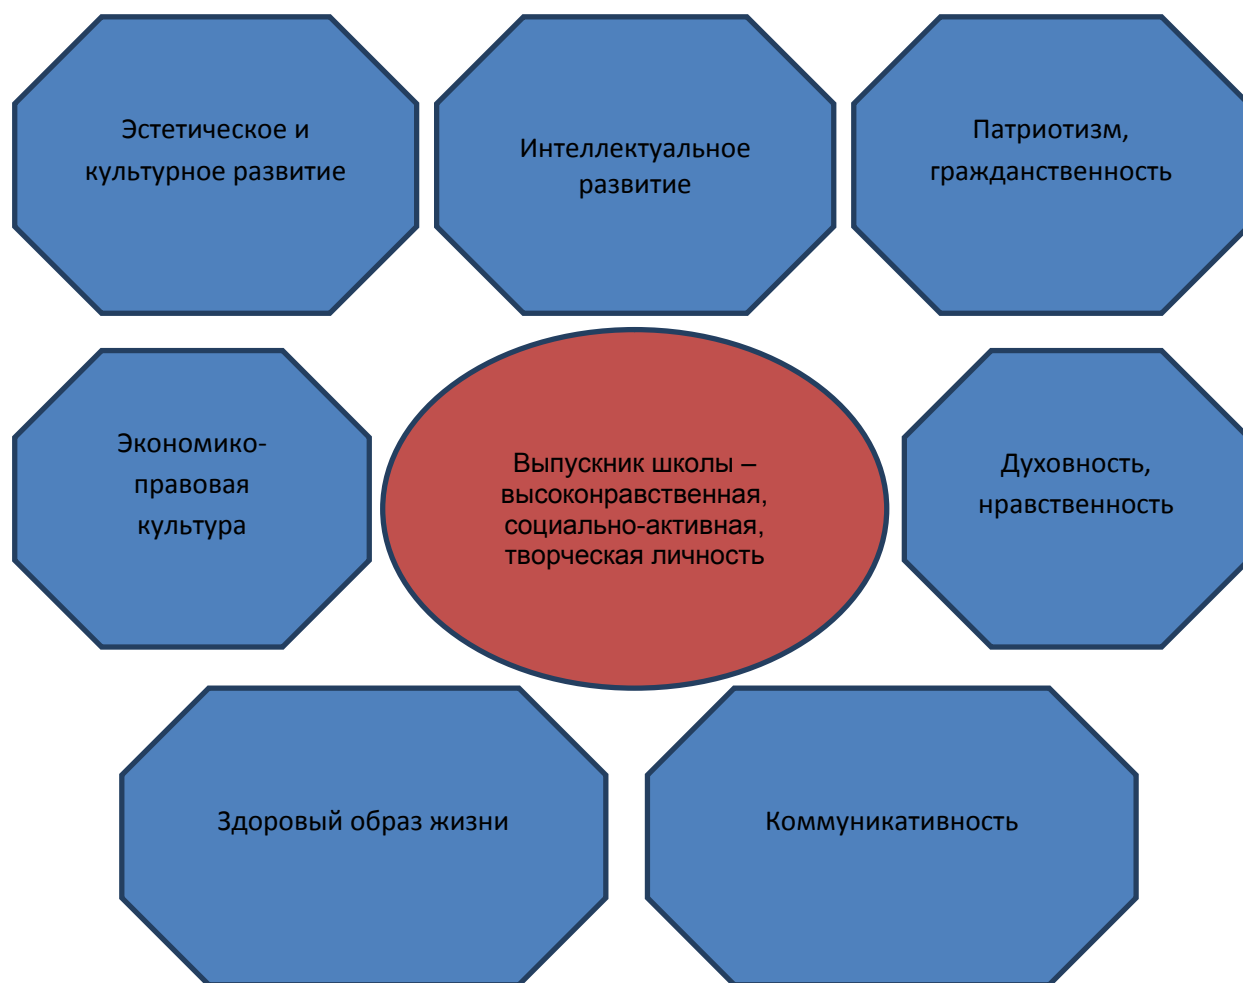 Эстетическое и
культурное развитие
Интеллектуальное
развитие
Патриотизм,
гражданственность
Экономико-
правовая
культура
Выпускник школы –
высоконравственная,
социально-активная,
творческая личность
Духовность,
нравственность
Здоровый образ жизни
Коммуникативность